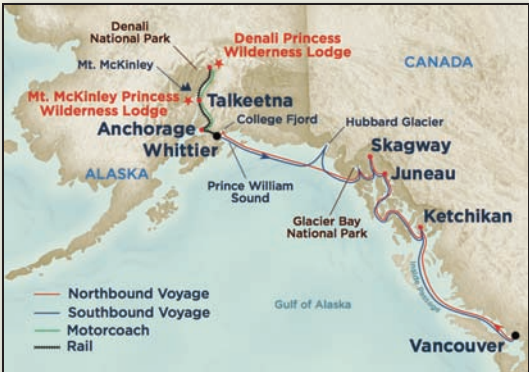 Denali
National Park
Denali Princess
Wilderness Lodge
Mt. McKinley
CANADA
Mt. McKinley Princess
Wilderness Lodge
Talkeetna
College Fjord
Hubbard Glacier
Anchorage
Whittier
Skagway
ALASKA
Juneau
Prince William
Sound
Glacier Bay
National Park
Ketchikan
Inside Passage
Northbound Voyage
Southbound Voyage
Gulf of Alaska
Motorcoach
Rail
Vancouver